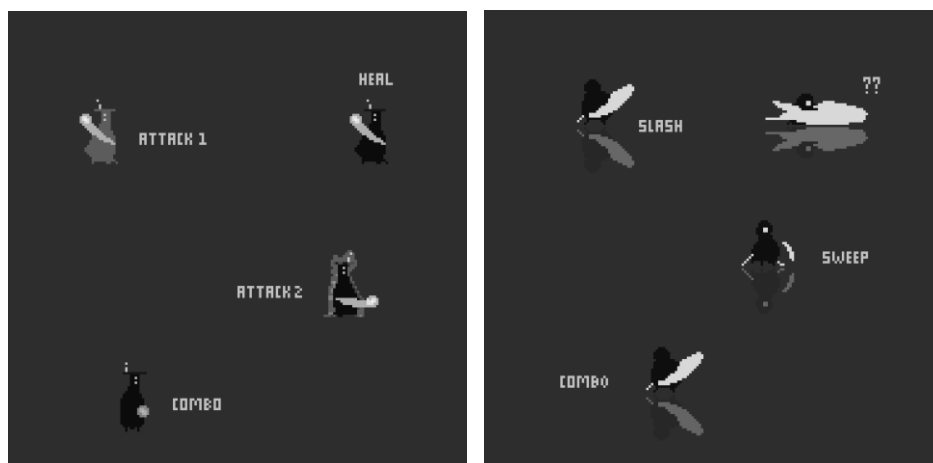 HEAL
ATTACK 1
ATTACK 2
COMBO
??
SLASH
SWEEP
COMBO